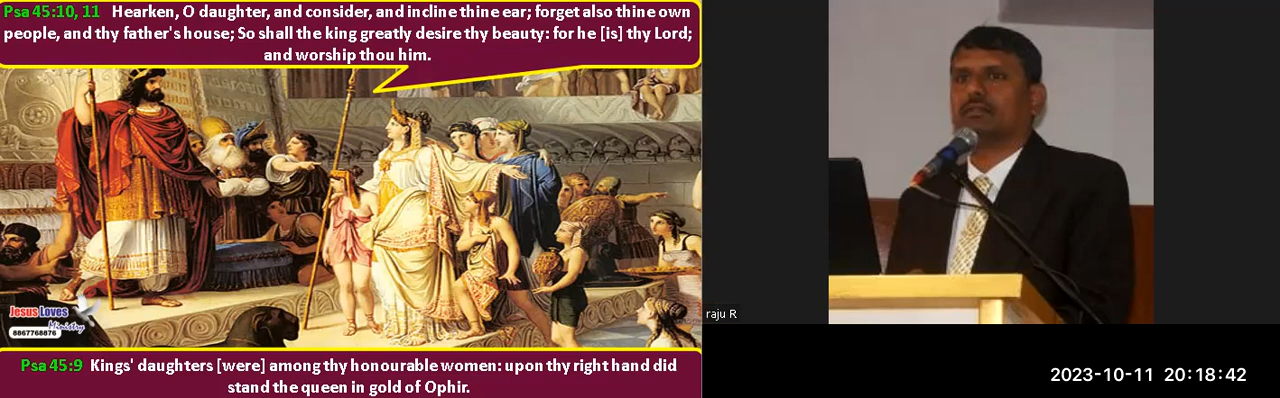 Psa 45:10, 11 Hearken, O daughter, and consider, and incline thine ear; forget also thine own
people, and thy father's house; So shall the king greatly desire thy beauty: for he [is] thy Lord;
and worship thou him.
Jesus Loves
Ministry
8867768876
Psa 45:9 Kings' daughters [were] among thy honourable women: upon thy right hand did
stand the queen in gold of Ophir.
raju R
2023-10-11 20:18:42